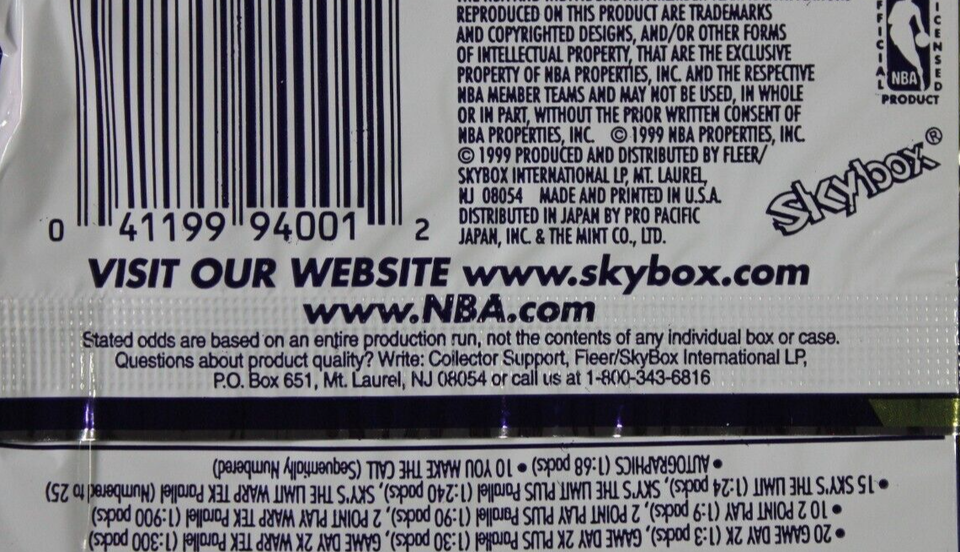 REPRODUCED ON THIS PRODUCT ARE TRADEMARKS
AND COPYRIGHTED DESIGNS, AND/OR OTHER FORMS
OF INTELLECTUAL PROPERTY, THAT ARE THE EXCLUSIVE
PROPERTY OF NBA PROPERTIES, INC. AND THE RESPECTIVE
NBA MEMBER TEAMS AND MAY NOT BE USED, IN WHOLE
OR IN PART, WITHOUT THE PRIOR WRITTEN CONSENT OF
NBA PROPERTIES, INC. © 1999 NBA PROPERTIES, INC.
© 1999 PRODUCED AND DISTRIBUTED BY FLEER/
SKYBOX INTERNATIONAL LP, MT. LAUREL,
NJ 08054 MADE AND PRINTED IN U.S.A.
DISTRIBUTED IN JAPAN BY PRO PACIFIC
JAPAN, INC. & THE MINT CO., LTD.
NBA
PRODUCT
Skybox®
0 41199 94001 2
VISIT OUR WEBSITE www.skybox.com
www.NBA.com
Stated odds are based on an entire production run, not the contents of any individual box or case.
Questions about product quality? Write: Collector Support, Fleer/SkyBox International LP,
P.O. Box 651, Mt. Laurel, NJ 08054 or call us at 1-800-343-6816
• 20 GAME DAY 2K (1:3 packs), GAME DAY 2K PLUS Parallel (1:30 packs), GAME DAY 2K WARP TEK Parallel (1:300 packs)
• 10 2 POINT PLAY (1:9 packs), 2 POINT PLAY PLUS Parallel (1:90 packs), 2 POINT PLAY WARP TEK Parallel (1:900 packs)
• 15 SKY'S THE LIMIT (1:24 packs), SKY'S THE LIMIT PLUS Parallel (1:240 packs), SKY'S THE LIMIT WARP TEK Parallel (Numbered to 25)
• AUTOGRAPHICS (1:68 packs) • 10 YOU MAKE THE CALL (Sequentially Numbered)